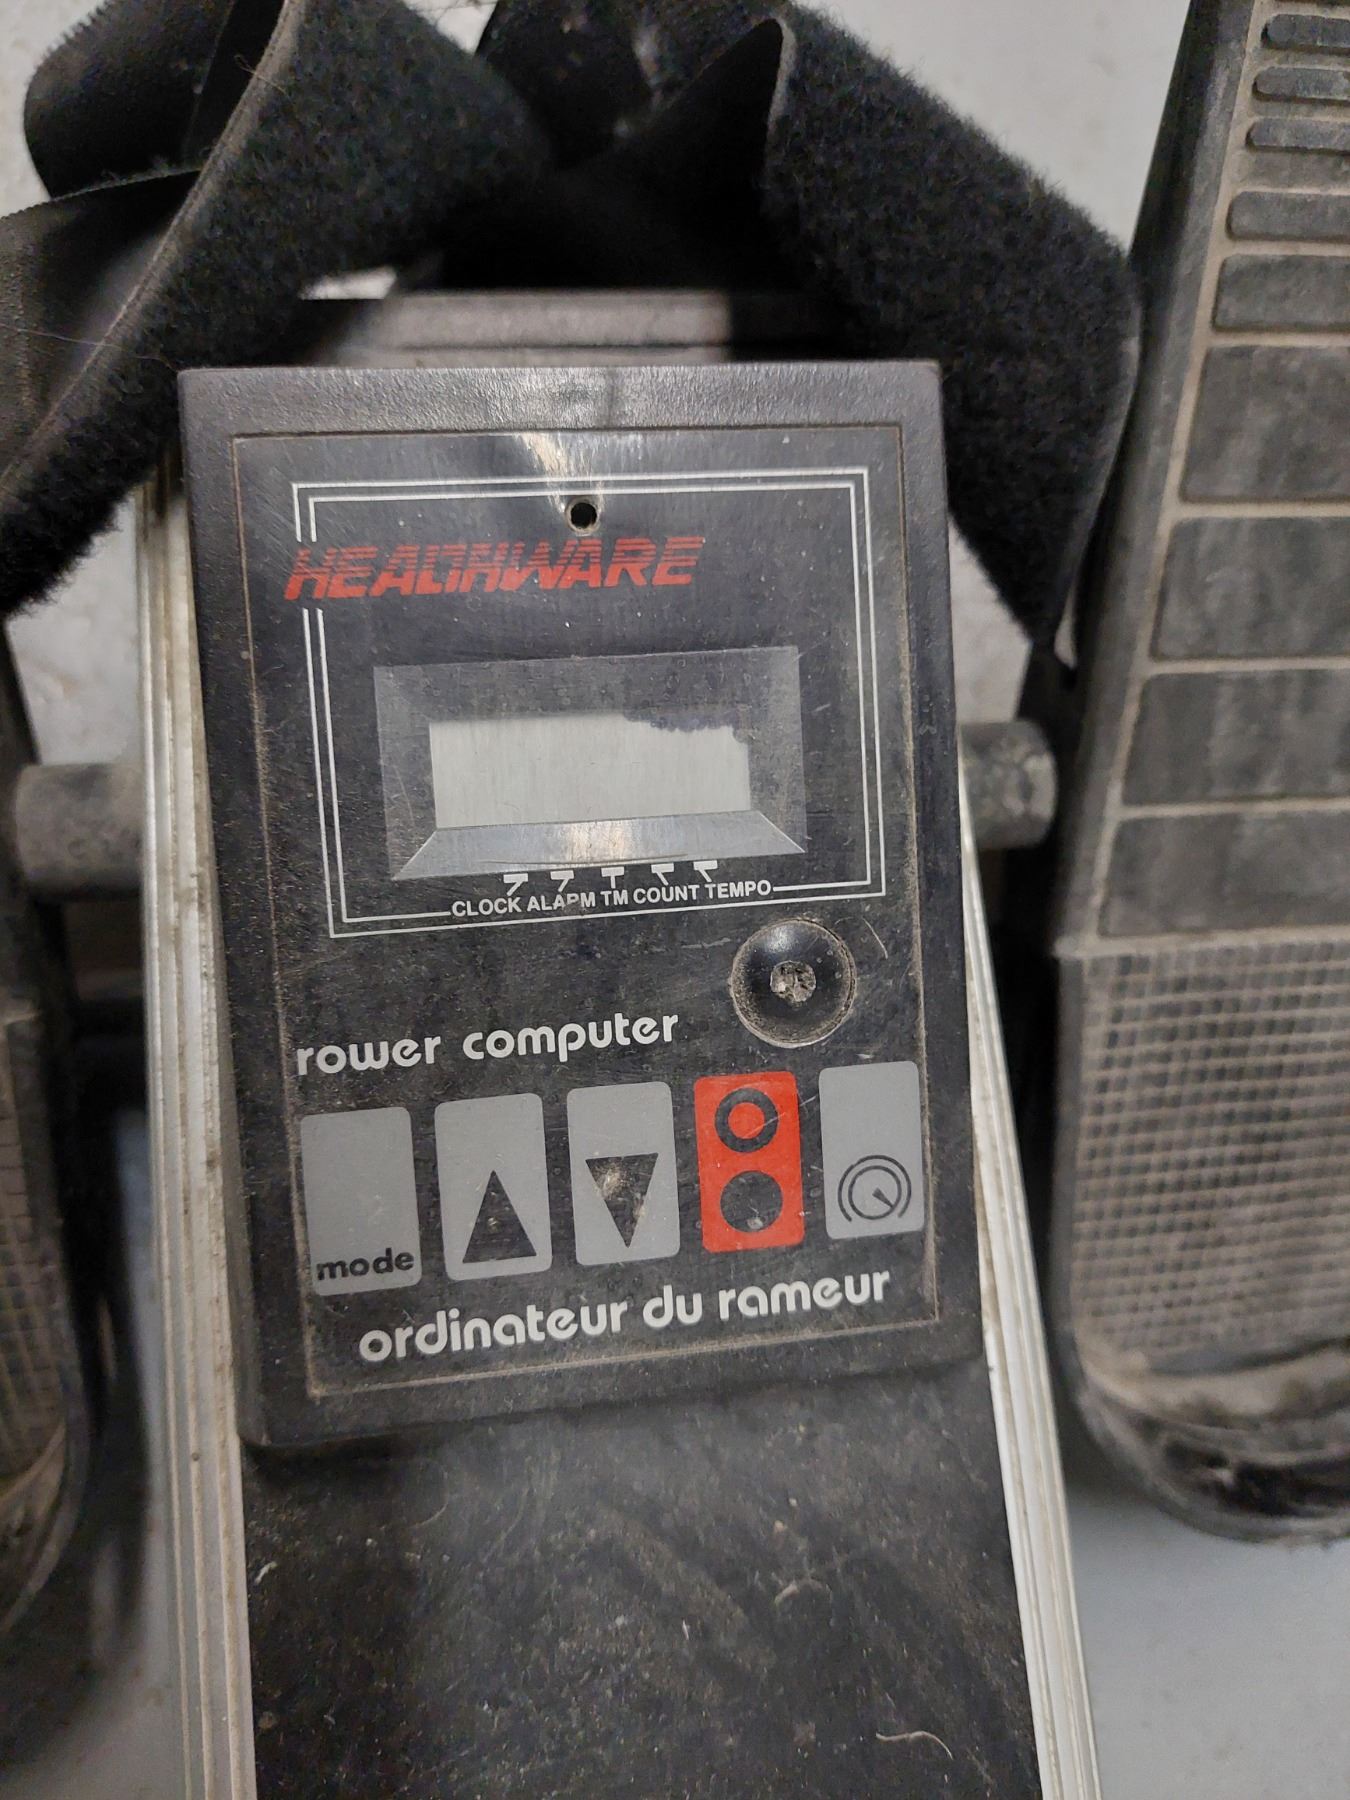 HEALTHWARE
CLOCK ALARM TM COUNT TEMPO
rower computer
mode
ordinateur du rameur